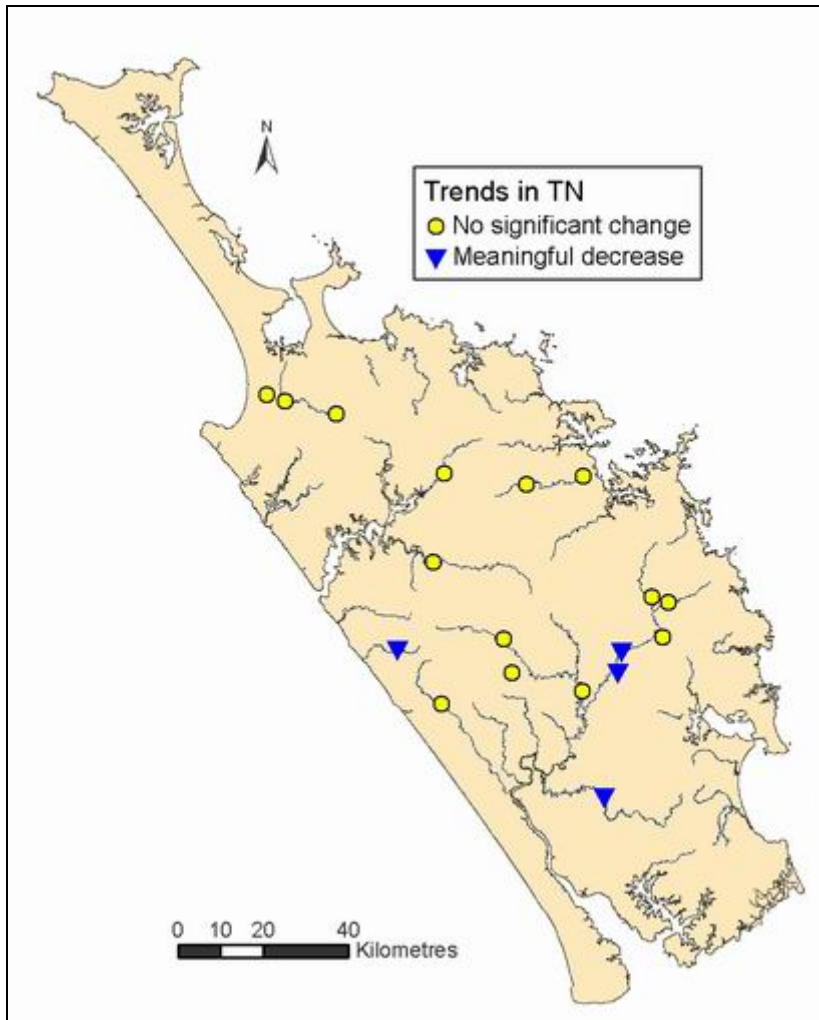 N
Trends in TN
No significant change
Meaningful decrease
0 10 20 40
Kilometres